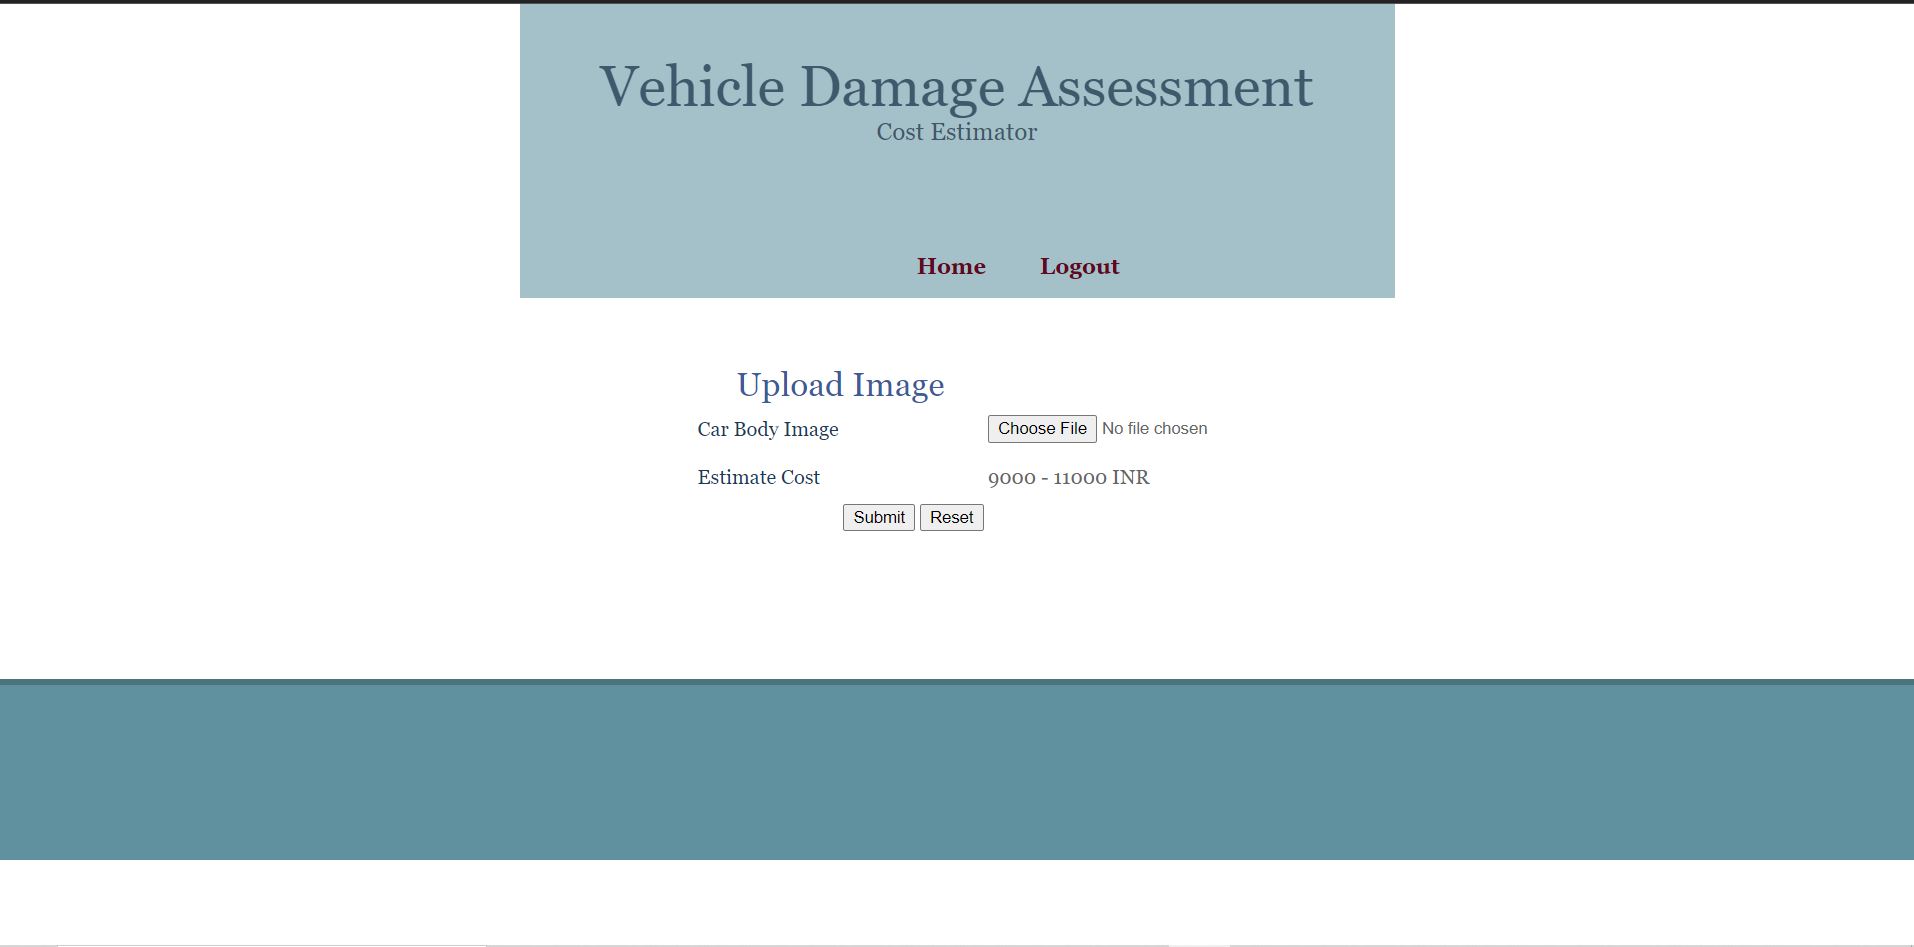 Vehicle Damage Assessment
Cost Estimator
Home Logout
Upload Image
Car Body Image Choose File No file chosen
Estimate Cost 9000 - 11000 INR
Submit Reset